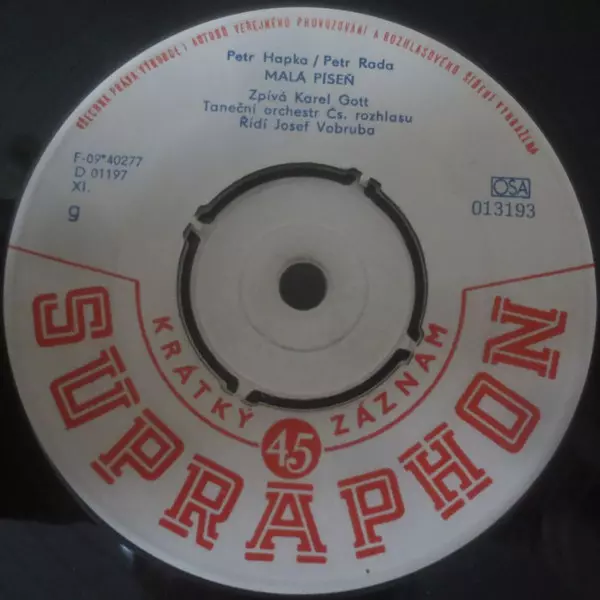 VŠECHNA PRÁVA VÝROBCE I AUTORŮ VEŘEJNÉHO PROVOZOVÁNÍ A ROZHLASOVÉHO ŠÍŘENÍ VYHRAZENA
Petr Hapka / Petr Rada
MALÁ PÍSEŇ
Zpívá Karel Gott
Taneční orchestr Čs. rozhlasu
Řídí Josef Vobruba
F-09*40277
D 01197
XI.
g
OSA
013193
KRÁTKÝ ZÁZNAM
45
SUPRAPHON